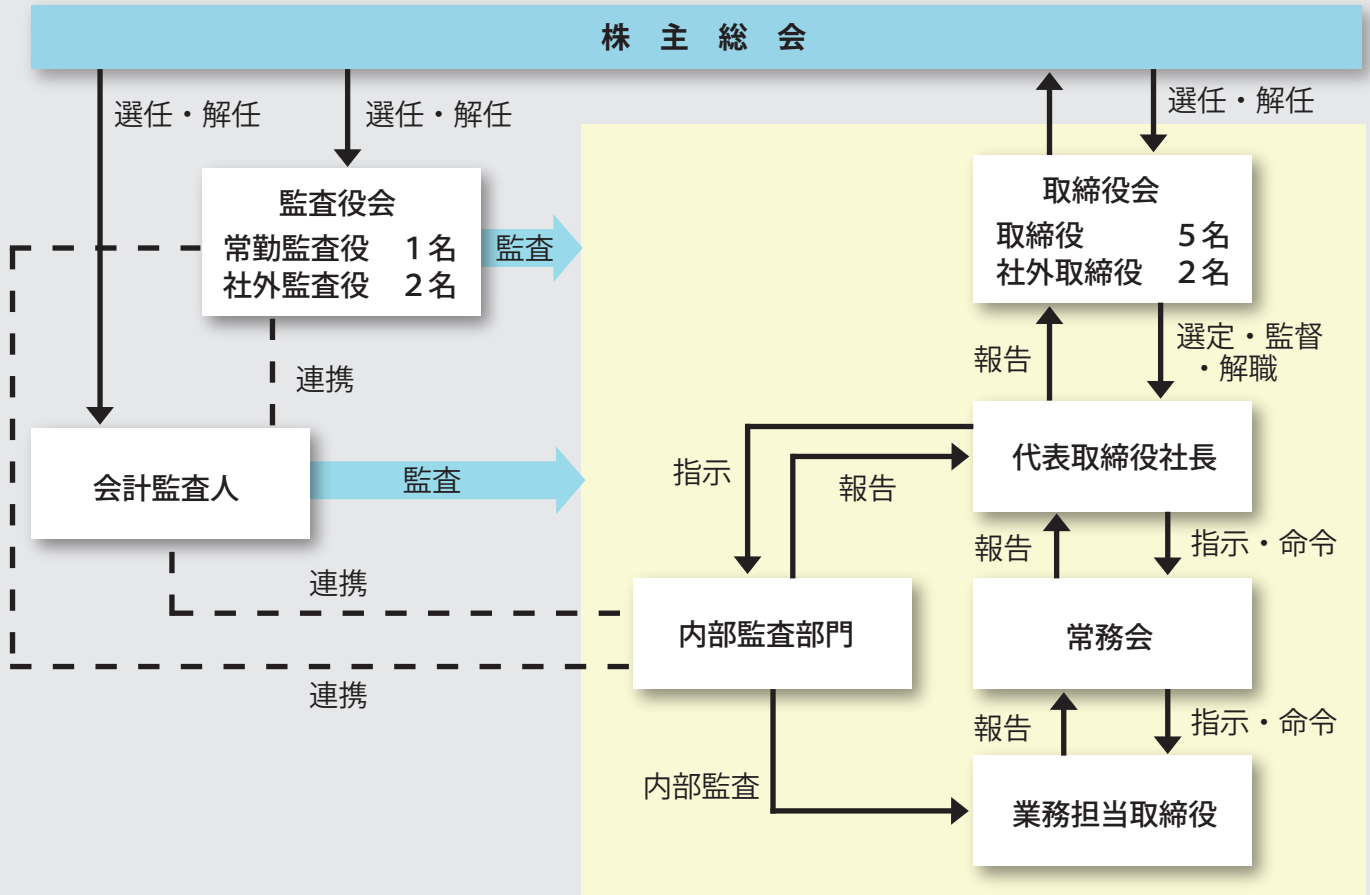 株 主 総 会
選任・解任
選任・解任
選任・解任
監査役会
常勤監査役 1名
社外監査役 2名
監査
取締役会
取締役 5名
社外取締役 2名
連携
報告
選定・監督
・解職
会計監査人
監査
指示
報告
代表取締役社長
連携
報告
指示・命令
内部監査部門
常務会
連携
報告
指示・命令
内部監査
業務担当取締役